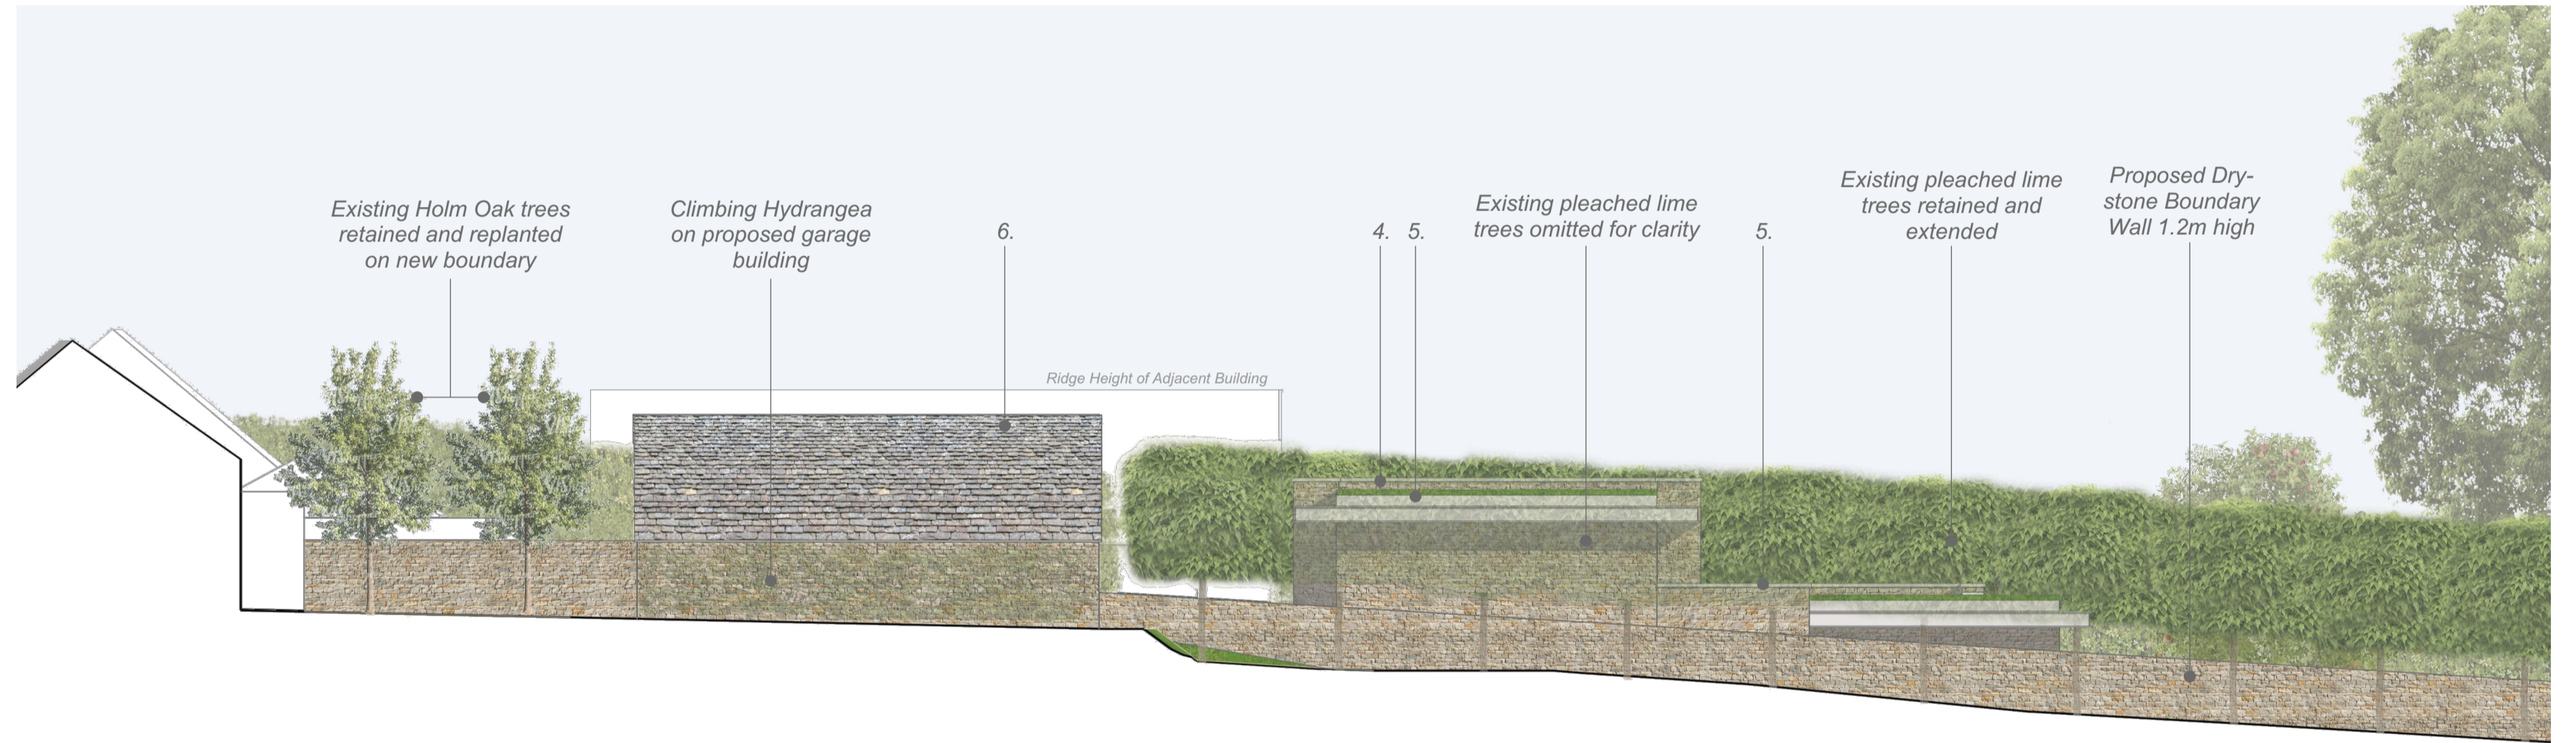 Existing Holm Oak trees
retained and replanted
on new boundary
Climbing Hydrangea
on proposed garage
building
6.
4. 5.
Existing pleached lime
trees omitted for clarity
5.
Existing pleached lime
trees retained and
extended
Proposed Dry-
stone Boundary
Wall 1.2m high
Ridge Height of Adjacent Building